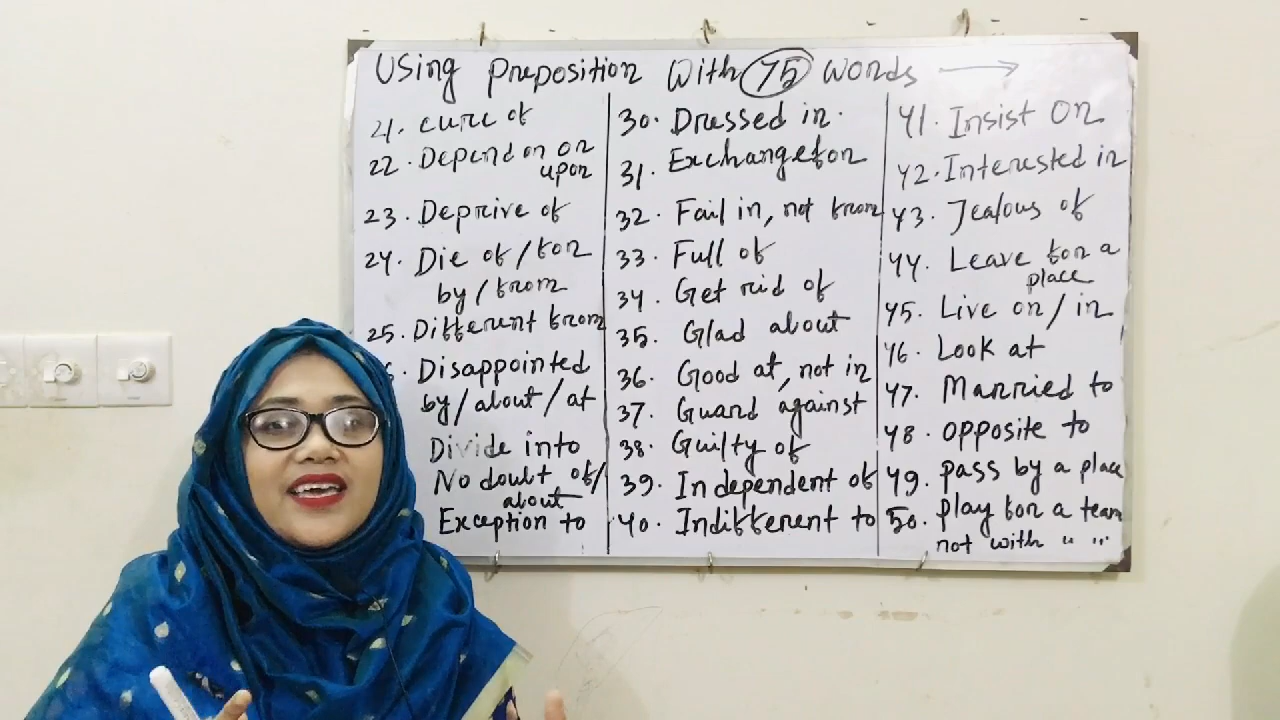 Using preposition with 75 words →
21. cure of
22. Depend on or
upon
23. Deprive of
24. Die of / for
by / from
25. Different from
Disappointed
by / about / at
Divide into
No doubt of /
about
Exception to
30. Dressed in.
31. Exchange for
32. Fail in, not from
33. Full of
34. Get rid of
35. Glad about
36. Good at, not in
37. Guard against
38. Guilty of
39. Independent of
40. Indifferent to
41. Insist on
42. Interested in
43. Jealous of
44. Leave for a
place
45. Live on / in
46. Look at
47. Married to
48. opposite to
49. pass by a place
50. play for a team
not with " "